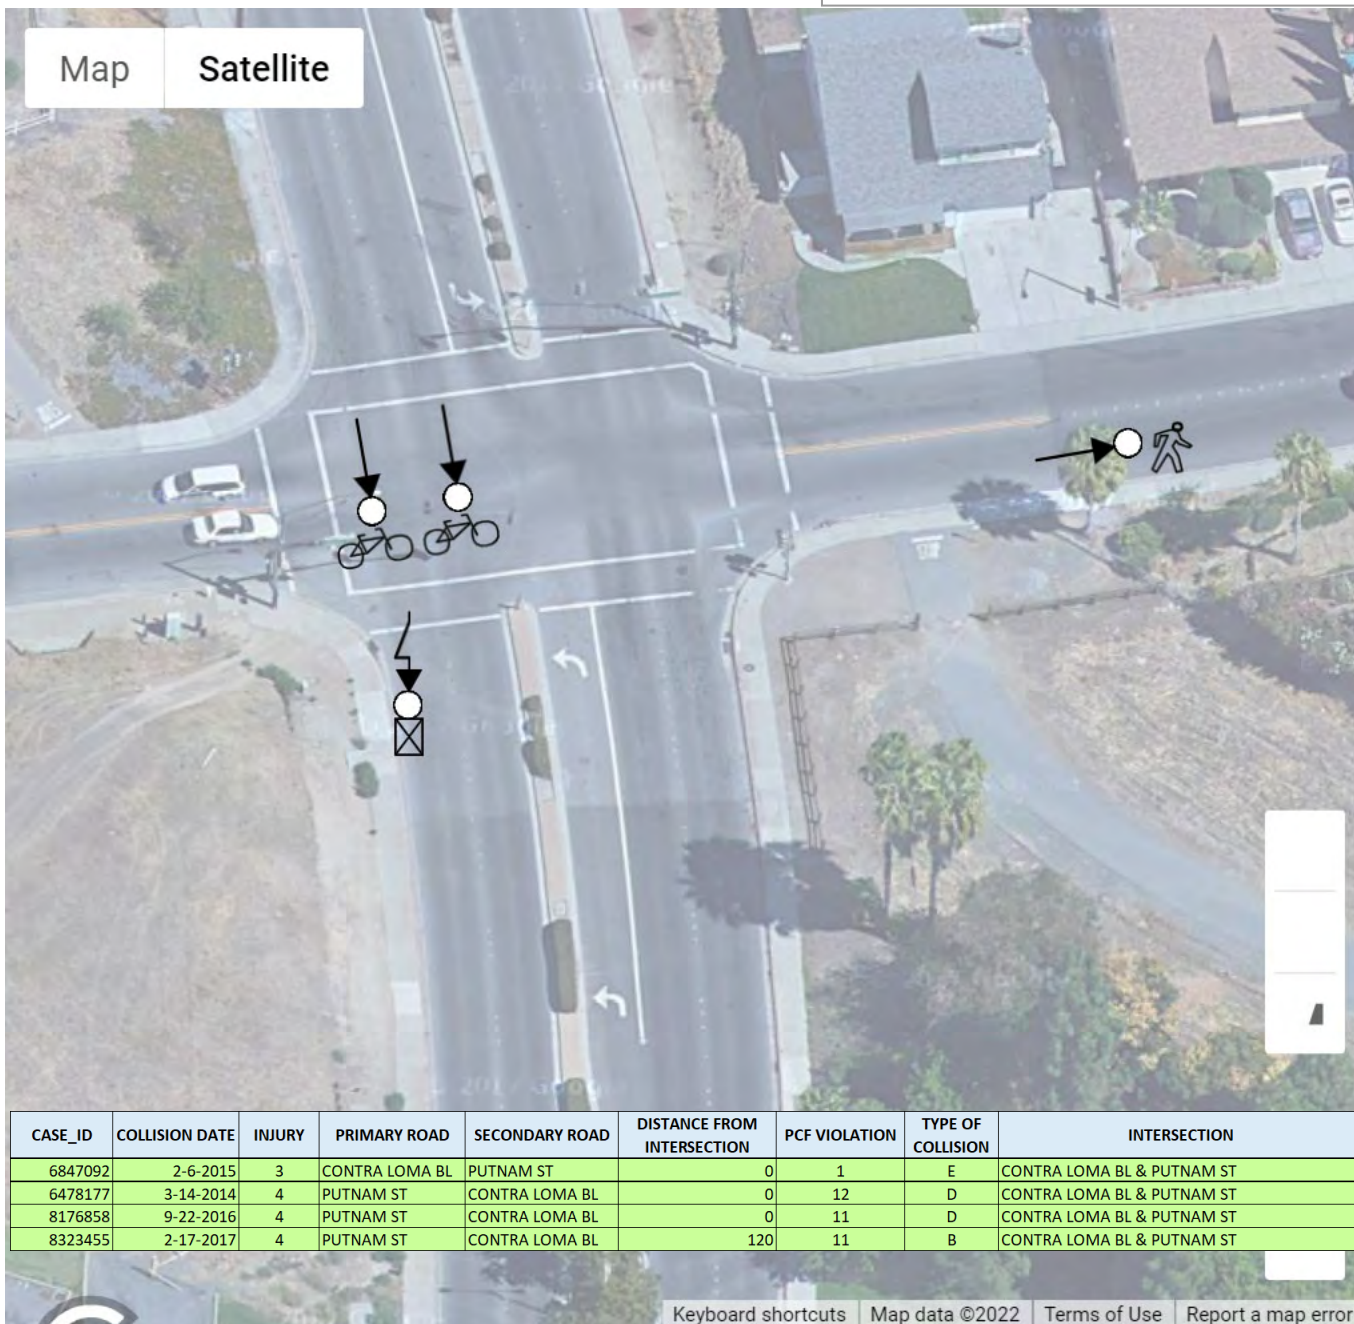 Map Satellite
CASE_ID COLLISION DATE INJURY PRIMARY ROAD SECONDARY ROAD DISTANCE FROM INTERSECTION PCF VIOLATION TYPE OF COLLISION INTERSECTION
6847092 2-6-2015 3 CONTRA LOMA BL PUTNAM ST 0 1 E CONTRA LOMA BL & PUTNAM ST
6478177 3-14-2014 4 PUTNAM ST CONTRA LOMA BL 0 12 D CONTRA LOMA BL & PUTNAM ST
8176858 9-22-2016 4 PUTNAM ST CONTRA LOMA BL 0 11 D CONTRA LOMA BL & PUTNAM ST
8323455 2-17-2017 4 PUTNAM ST CONTRA LOMA BL 120 11 B CONTRA LOMA BL & PUTNAM ST
Keyboard shortcuts Map data ©2022 Terms of Use Report a map error